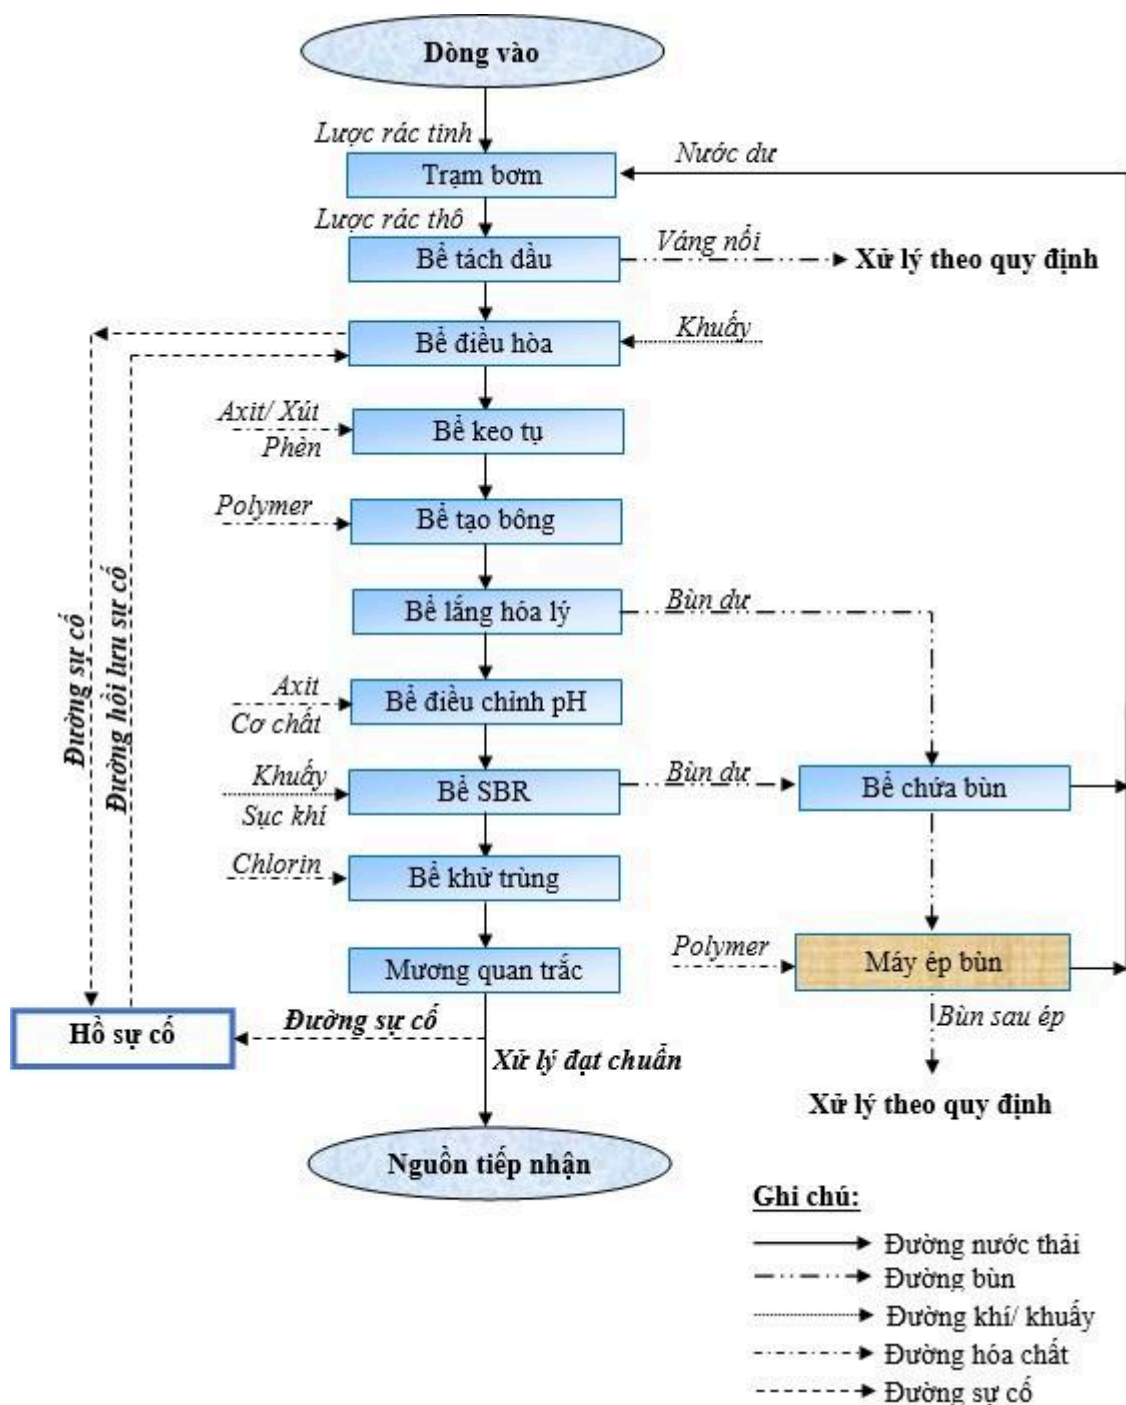 Dòng vào
Lược rác tinh
Nước dư
Trạm bơm
Lược rác thô
Váng nổi
Bể tách dầu
Xử lý theo quy định
Bể điều hòa
Khuấy
Axit/ Xút
Phèn
Bể keo tụ
Polymer
Bể tạo bông
Bùn dư
Bể lắng hóa lý
Đường sự cố
Đường hồi lưu sự cố
Axit
Cơ chất
Bể điều chỉnh pH
Khuấy
Sục khí
Bể SBR
Bùn dư
Bể chứa bùn
Chlorin
Bể khử trùng
Polymer
Máy ép bùn
Mương quan trắc
Bùn sau ép
Đường sự cố
Hồ sự cố
Xử lý đạt chuẩn
Xử lý theo quy định
Nguồn tiếp nhận
Ghi chú:
Đường nước thải
Đường bùn
Đường khí/ khuấy
Đường hóa chất
Đường sự cố